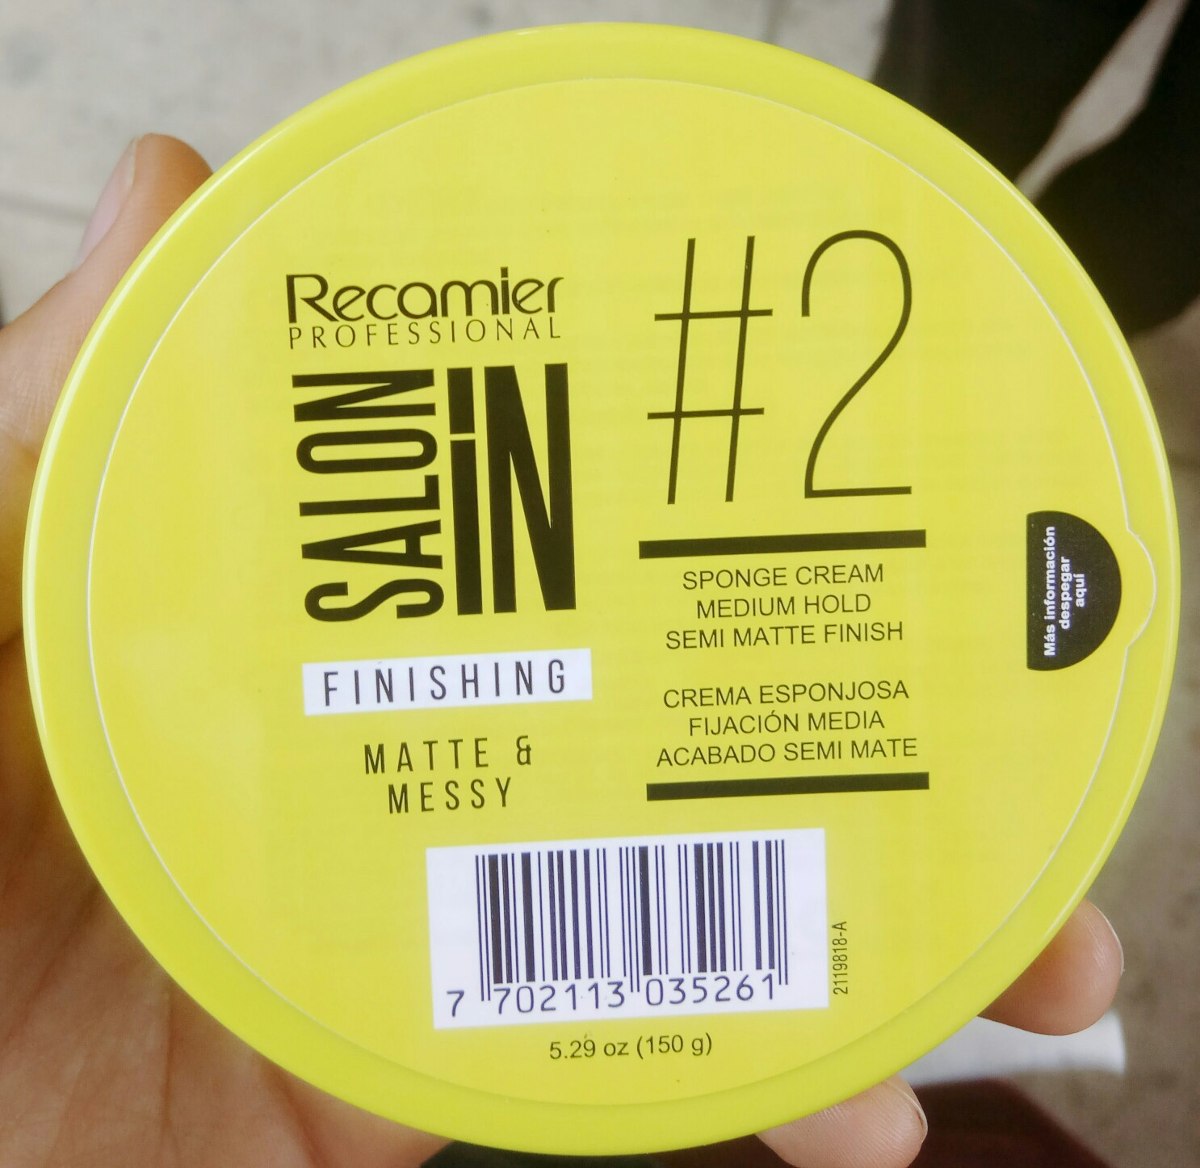 Recamier
PROFESSIONAL
SALON
IN
FINISHING
MATTE &
MESSY
#2
SPONGE CREAM
MEDIUM HOLD
SEMI MATTE FINISH
CREMA ESPONJOSA
FIJACIÓN MEDIA
ACABADO SEMI MATE
Más información
despegar
aquí
7 702113 035261
2119818-A
5.29 oz (150 g)